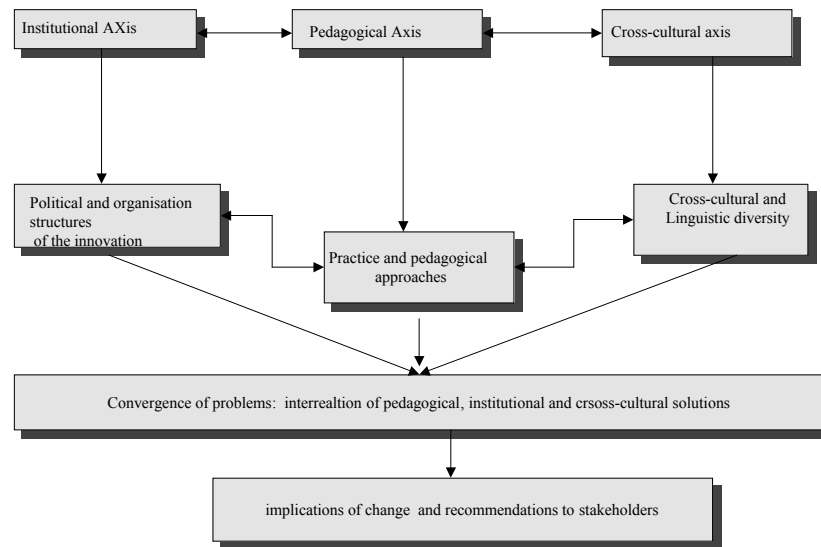 Institutional AXis
Pedagogical Axis
Cross-cultural axis
Political and organisation
structures
of the innovation
Cross-cultural and
Linguistic diversity
Practice and pedagogical
approaches
Convergence of problems: interrealtion of pedagogical, institutional and crsoss-cultural solutions
implications of change and recommendations to stakeholders